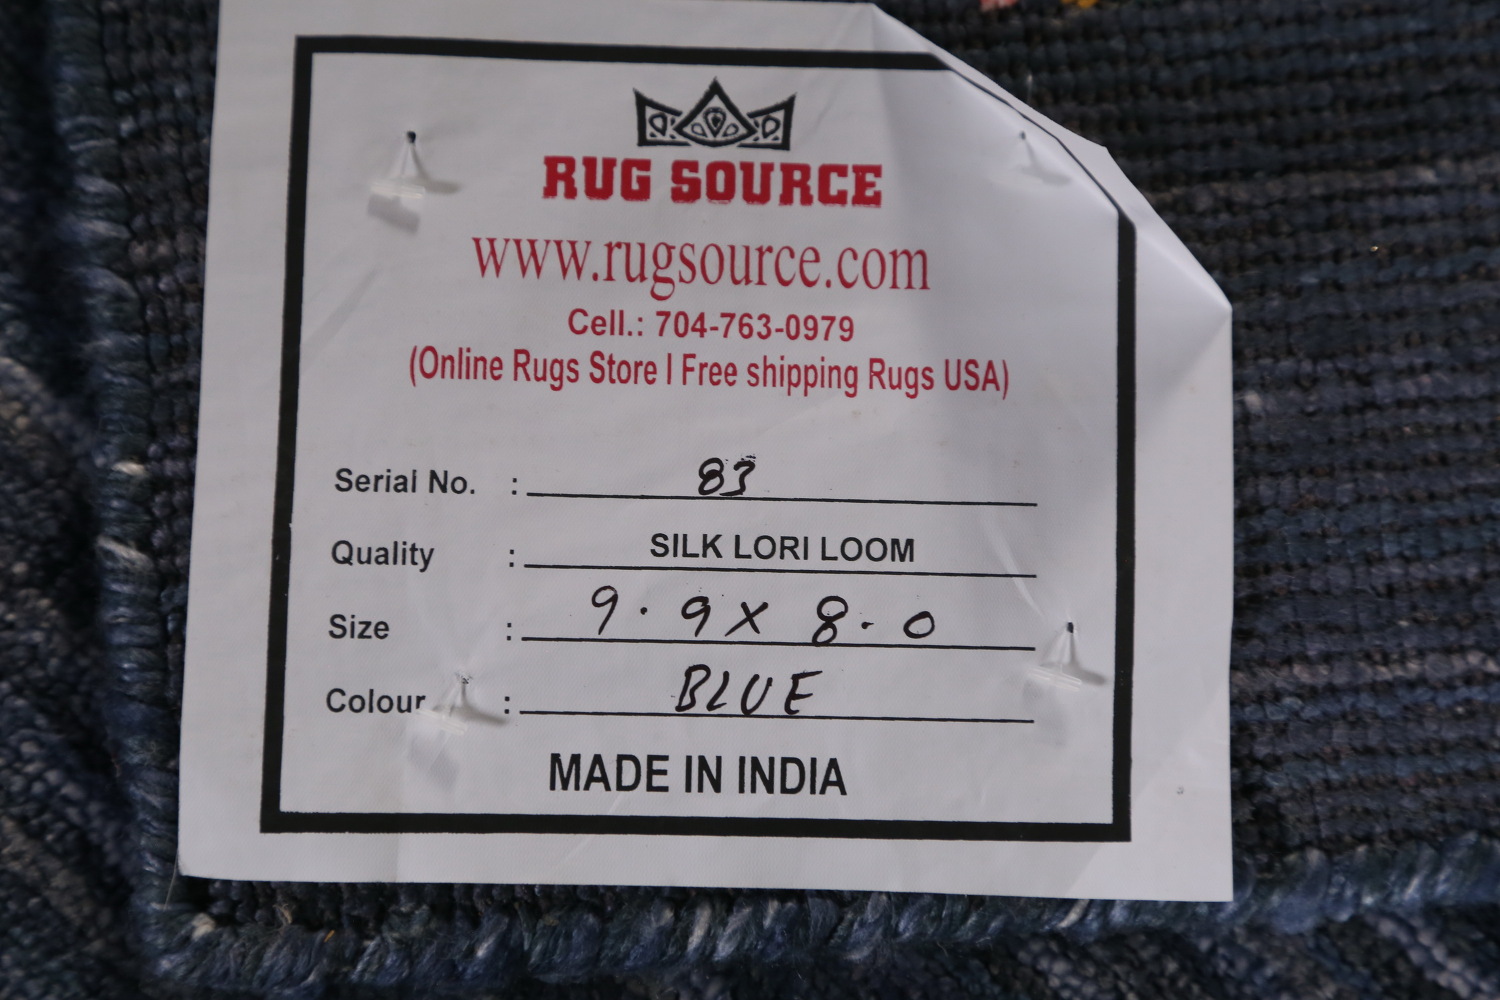 RUG SOURCE
www.rugsource.com
Cell.: 704-763-0979
(Online Rugs Store I Free shipping Rugs USA)
Serial No. : 83
Quality : SILK LORI LOOM
Size : 9.9 X 8.0
Colour : BLUE
MADE IN INDIA